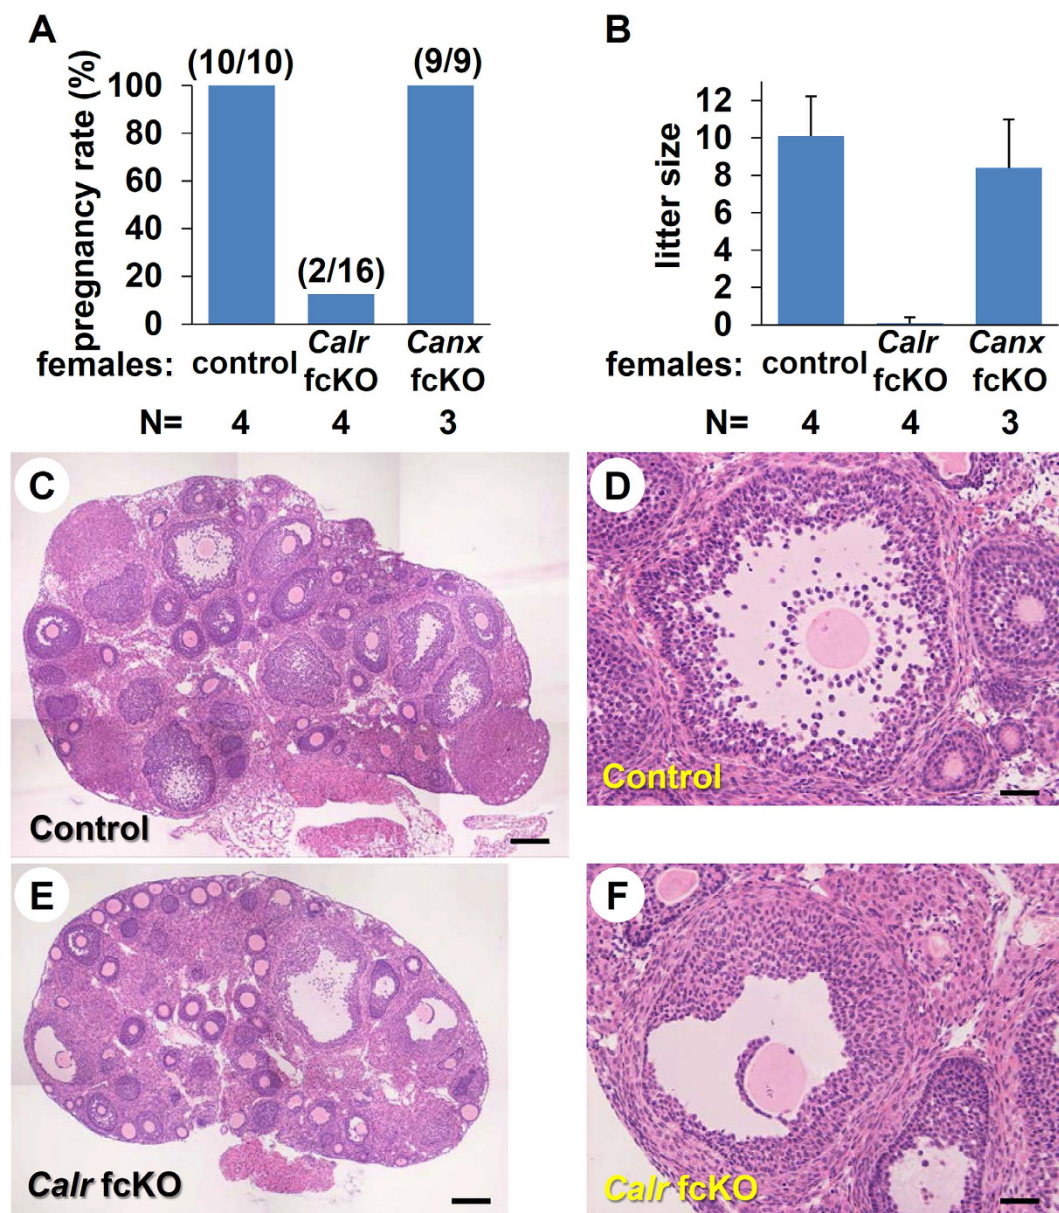 A
pregnancy rate (%)
(10/10)
(9/9)
(2/16)
100
80
60
40
20
0
females:
control
Calr
fcKO
Canx
fcKO
N=
4
4
3
B
litter size
12
10
8
6
4
2
0
females:
control
Calr
fcKO
Canx
fcKO
N=
4
4
3
C
Control
D
Control
E
Calr fcKO
F
Calr fcKO